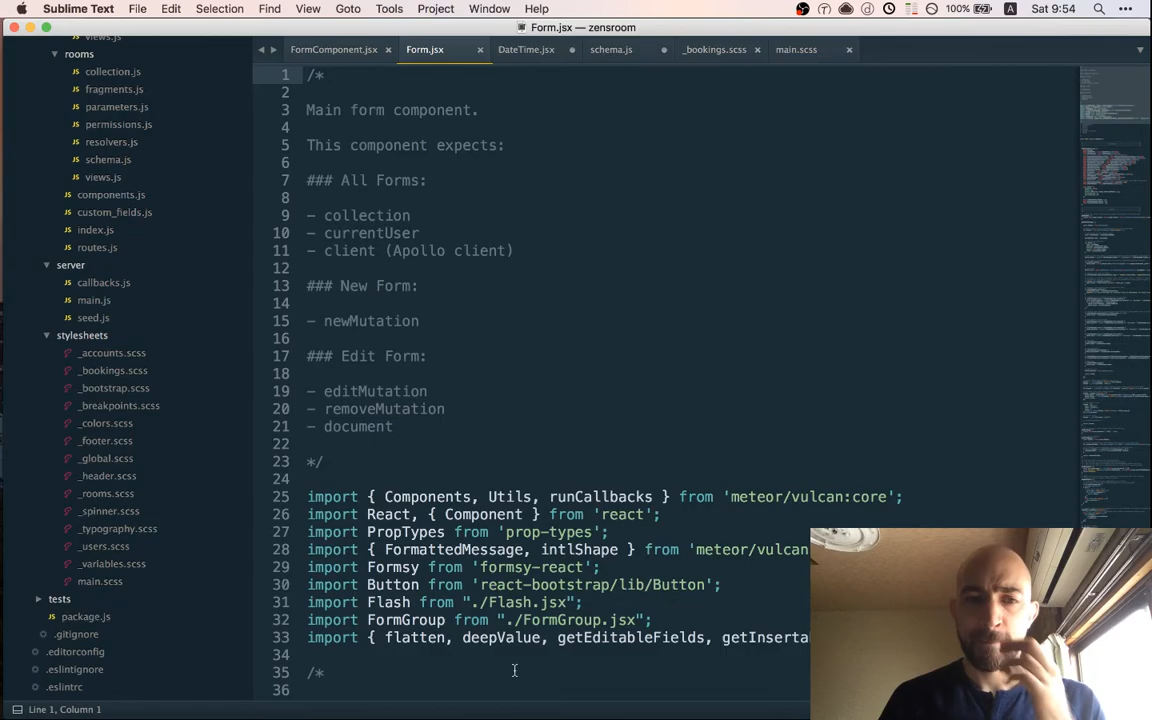 Sublime Text File Edit Selection Find View Goto Tools Project Window Help 100% A Sat 9:54
Form.jsx — zensroom
FormComponent.jsx Form.jsx DateTime.jsx schema.js _bookings.scss main.scss
views.js
rooms
collection.js
fragments.js
parameters.js
permissions.js
resolvers.js
schema.js
views.js
components.js
custom_fields.js
index.js
routes.js
server
callbacks.js
main.js
seed.js
stylesheets
_accounts.scss
_bookings.scss
_bootstrap.scss
_breakpoints.scss
_colors.scss
_footer.scss
_global.scss
_header.scss
_rooms.scss
_spinner.scss
_typography.scss
_users.scss
_variables.scss
main.scss
tests
package.js
.gitignore
.editorconfig
.eslintignore
.eslintrc
1 /*
2
3 Main form component.
4
5 This component expects:
6
7 ### All Forms:
8
9 - collection
10 - currentUser
11 - client (Apollo client)
12
13 ### New Form:
14
15 - newMutation
16
17 ### Edit Form:
18
19 - editMutation
20 - removeMutation
21 - document
22
23 */
24
25 import { Components, Utils, runCallbacks } from 'meteor/vulcan:core';
26 import React, { Component } from 'react';
27 import PropTypes from 'prop-types';
28 import { FormattedMessage, intlShape } from 'meteor/vulcan
29 import Formsy from 'formsy-react';
30 import Button from 'react-bootstrap/lib/Button';
31 import Flash from "./Flash.jsx";
32 import FormGroup from "./FormGroup.jsx";
33 import { flatten, deepValue, getEditableFields, getInserta
34
35 /*
36
Line 1, Column 1